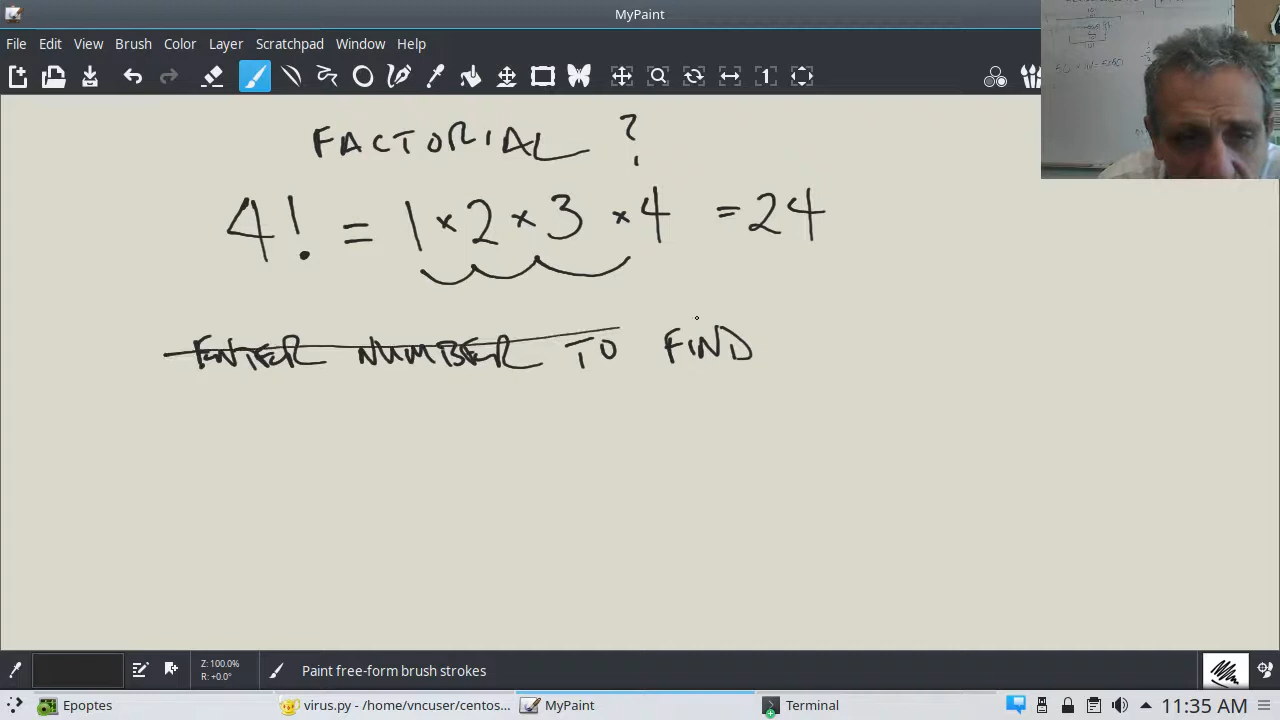 MyPaint
File Edit View Brush Color Layer Scratchpad Window Help
FACTORIAL ?
4! = 1 × 2 × 3 × 4 = 24
ENTER NUMBER TO FIND
Z: 100.0%
R: +0.0°
Paint free-form brush strokes
Epoptes virus.py - /home/vncuser/centos... MyPaint Terminal 11:35 AM